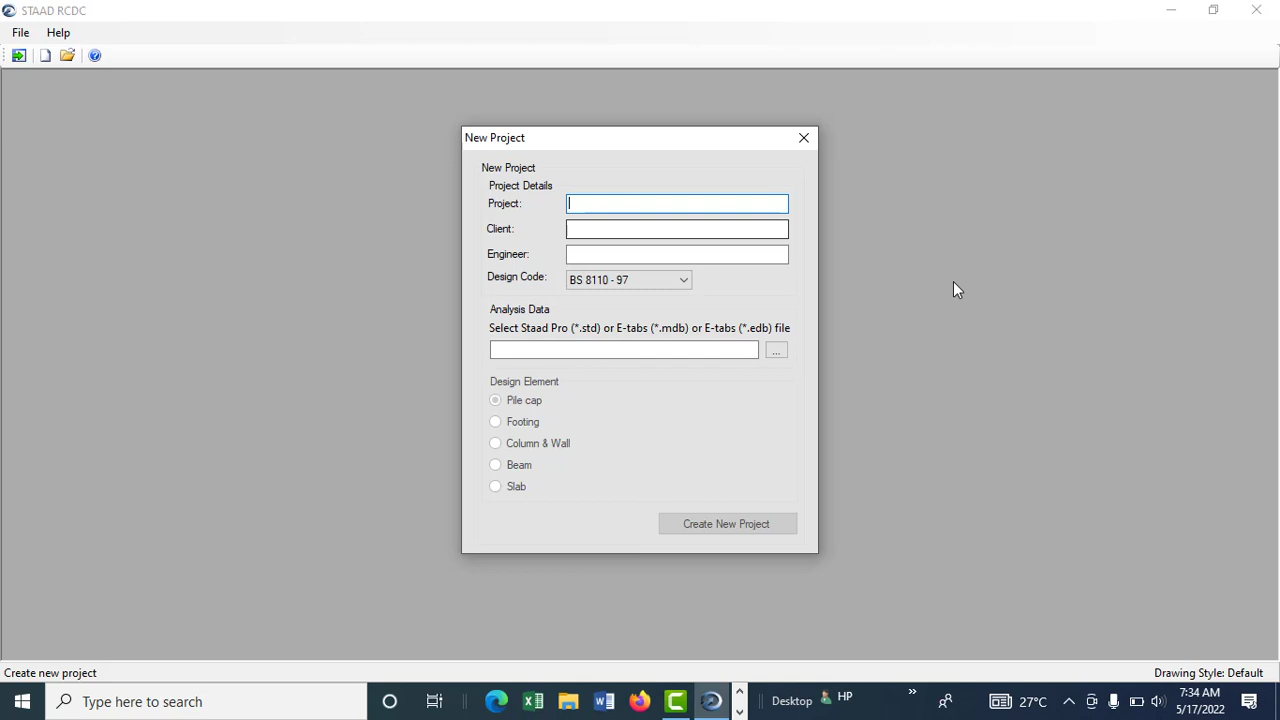 STAAD RCDC
File Help
New Project
New Project
Project Details
Project:
Client:
Engineer:
Design Code: BS 8110 - 97
Analysis Data
Select Staad Pro (*.std) or E-tabs (*.mdb) or E-tabs (*.edb) file
...
Design Element
Pile cap
Footing
Column & Wall
Beam
Slab
Create New Project
Create new project
Drawing Style: Default
Type here to search
Desktop
HP
27°C
7:34 AM
5/17/2022